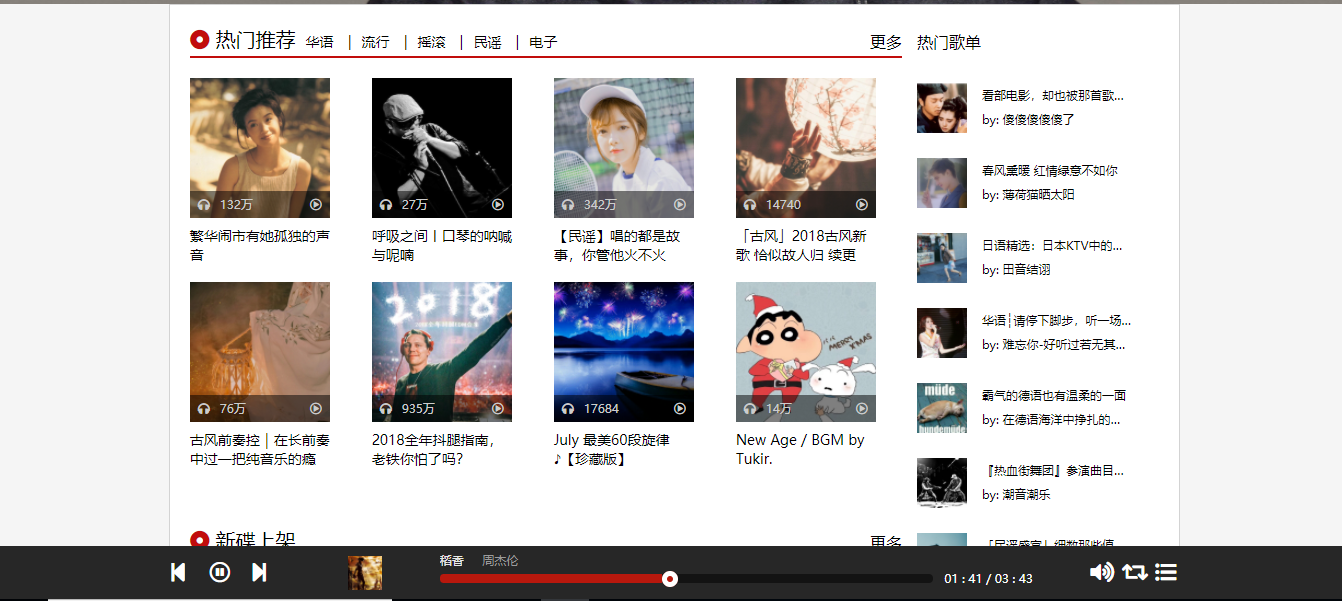 热门推荐 华语 | 流行 | 摇滚 | 民谣 | 电子 更多
132万
27万
342万
14740
繁华闹市有她孤独的声
音
呼吸之间丨口琴的呐喊
与呢喃
【民谣】唱的都是故
事，你管他火不火
「古风」2018古风新
歌 恰似故人归 续更
2018
MERRY XMAS
76万
935万
17684
14万
古风前奏控｜在长前奏
中过一把纯音乐的瘾
2018全年抖腿指南，
老铁你怕了吗?
July 最美60段旋律
♪【珍藏版】
New Age / BGM by
Tukir.
新碟上架 更多
热门歌单
看部电影，却也被那首歌...
by: 傻傻傻傻傻了
春风熏暖 红情绿意不如你
by: 薄荷猫晒太阳
日语精选：日本KTV中的...
by: 田音结诩
华语┆请停下脚步，听一场...
by: 难忘你-好听过若无其...
müde
hundemüde
霸气的德语也有温柔的一面
by: 在德语海洋中挣扎的...
『热血街舞团』参演曲目...
by: 潮音潮乐
「民谣盛宴」细数那些值
稻香 周杰伦
01 : 41 / 03 : 43